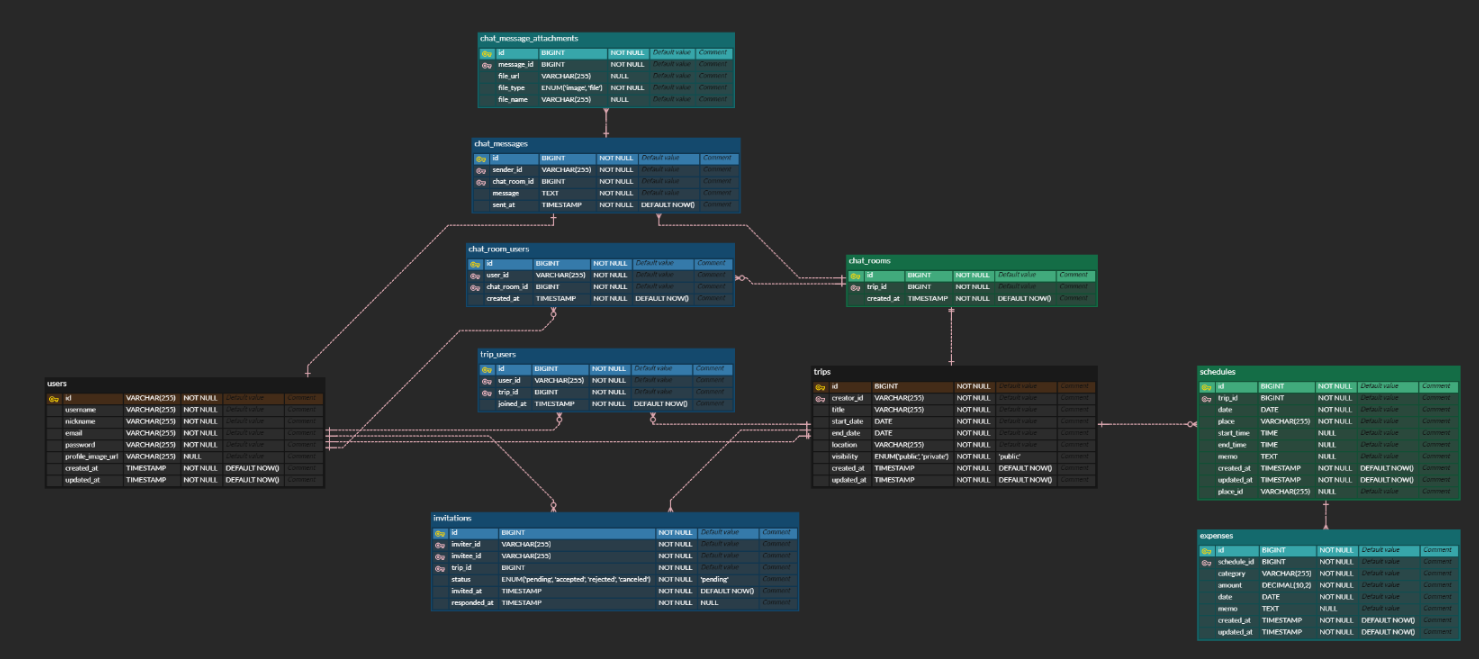 chat_message_attachments
id BIGINT NOT NULL Default value Comment
message_id BIGINT NOT NULL Default value Comment
file_url VARCHAR(255) NULL Default value Comment
file_type ENUM('image','file') NOT NULL Default value Comment
file_name VARCHAR(255) NULL Default value Comment
chat_messages
id BIGINT NOT NULL Default value Comment
sender_id VARCHAR(255) NOT NULL Default value Comment
chat_room_id BIGINT NOT NULL Default value Comment
message TEXT NOT NULL Default value Comment
sent_at TIMESTAMP NOT NULL DEFAULT NOW() Comment
chat_room_users
id BIGINT NOT NULL Default value Comment
user_id VARCHAR(255) NOT NULL Default value Comment
chat_room_id BIGINT NOT NULL Default value Comment
created_at TIMESTAMP NOT NULL DEFAULT NOW() Comment
chat_rooms
id BIGINT NOT NULL Default value Comment
trip_id BIGINT NOT NULL Default value Comment
created_at TIMESTAMP NOT NULL DEFAULT NOW() Comment
trip_users
id BIGINT NOT NULL Default value Comment
user_id VARCHAR(255) NOT NULL Default value Comment
trip_id BIGINT NOT NULL Default value Comment
joined_at TIMESTAMP NOT NULL DEFAULT NOW() Comment
users
id VARCHAR(255) NOT NULL Default value Comment
username VARCHAR(255) NOT NULL Default value Comment
nickname VARCHAR(255) NOT NULL Default value Comment
email VARCHAR(255) NOT NULL Default value Comment
password VARCHAR(255) NOT NULL Default value Comment
profile_image_url VARCHAR(255) NULL Default value Comment
created_at TIMESTAMP NOT NULL DEFAULT NOW() Comment
updated_at TIMESTAMP NOT NULL DEFAULT NOW() Comment
trips
id BIGINT NOT NULL Default value Comment
creator_id VARCHAR(255) NOT NULL Default value Comment
title VARCHAR(255) NOT NULL Default value Comment
start_date DATE NOT NULL Default value Comment
end_date DATE NOT NULL Default value Comment
location VARCHAR(255) NOT NULL Default value Comment
visibility ENUM('public','private') NOT NULL 'public' Comment
created_at TIMESTAMP NOT NULL DEFAULT NOW() Comment
updated_at TIMESTAMP NOT NULL DEFAULT NOW() Comment
schedules
id BIGINT NOT NULL Default value Comment
trip_id BIGINT NOT NULL Default value Comment
date DATE NOT NULL Default value Comment
place VARCHAR(255) NOT NULL Default value Comment
start_time TIME NULL Default value Comment
end_time TIME NULL Default value Comment
memo TEXT NULL Default value Comment
created_at TIMESTAMP NOT NULL DEFAULT NOW() Comment
updated_at TIMESTAMP NOT NULL DEFAULT NOW() Comment
place_id VARCHAR(255) NULL Default value Comment
invitations
id BIGINT NOT NULL Default value Comment
inviter_id VARCHAR(255) NOT NULL Default value Comment
invitee_id VARCHAR(255) NOT NULL Default value Comment
trip_id BIGINT NOT NULL Default value Comment
status ENUM('pending','accepted','rejected','canceled') NOT NULL 'pending' Comment
invited_at TIMESTAMP NOT NULL DEFAULT NOW() Comment
responded_at TIMESTAMP NOT NULL NULL Comment
expenses
id BIGINT NOT NULL Default value Comment
schedule_id BIGINT NOT NULL Default value Comment
category VARCHAR(255) NOT NULL Default value Comment
amount DECIMAL(10,2) NOT NULL Default value Comment
date DATE NOT NULL Default value Comment
memo TEXT NULL Default value Comment
created_at TIMESTAMP NOT NULL DEFAULT NOW() Comment
updated_at TIMESTAMP NOT NULL DEFAULT NOW() Comment